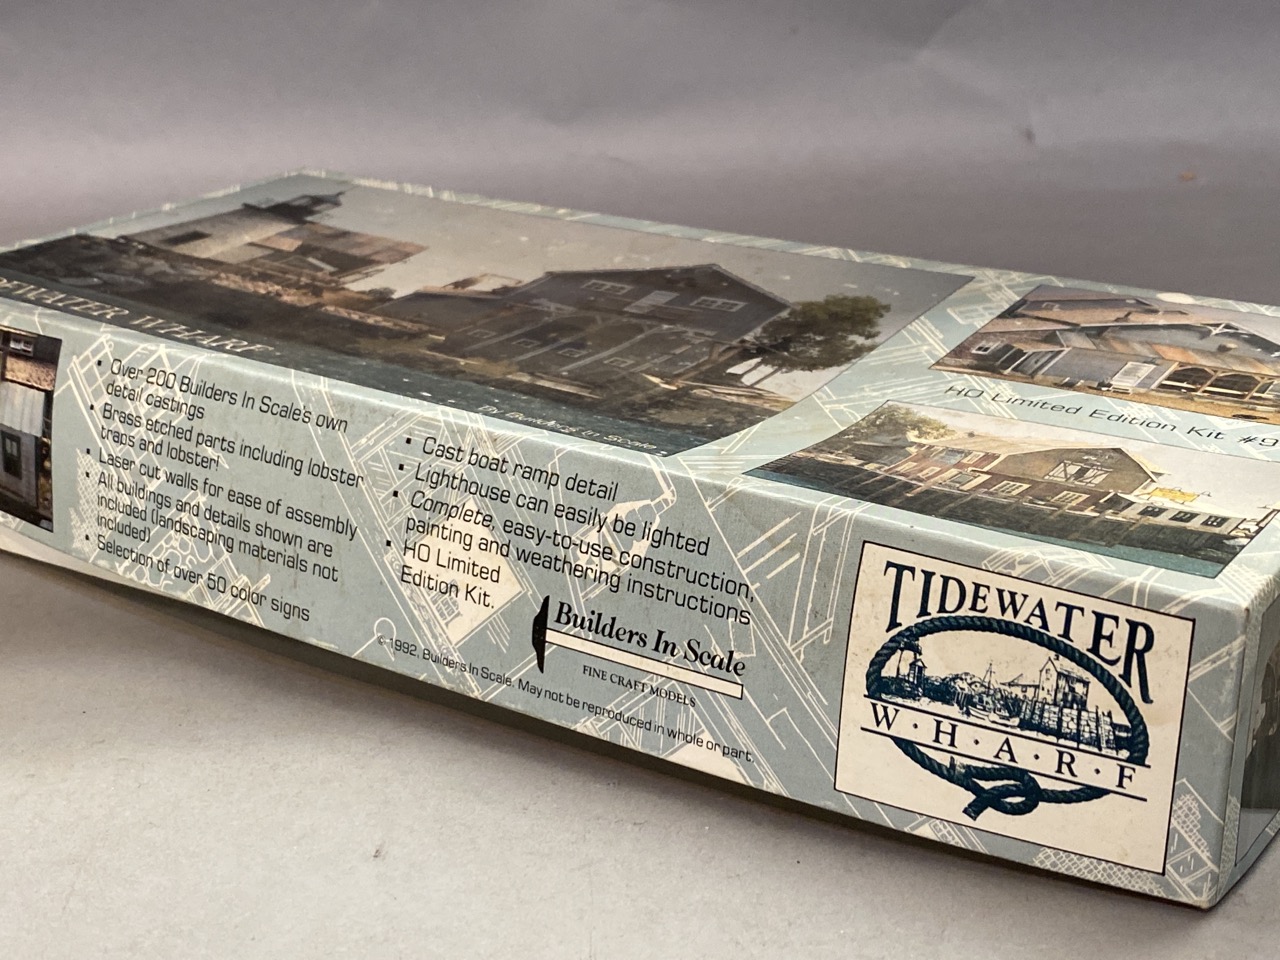 WHARF
By Builders In Scale
HO Limited Edition Kit #9
• Over 200 Builders In Scale's own
detail castings
• Brass etched parts including lobster
traps and lobster!
• Laser cut walls for ease of assembly
• All buildings and details shown are
included (landscaping materials not
included)
• Selection of over 50 color signs
• Cast boat ramp detail
• Lighthouse can easily be lighted
• Complete, easy-to-use construction,
painting and weathering instructions
• HO Limited
Edition Kit.
Builders In Scale
FINE CRAFT MODELS
© 1992, Builders In Scale. May not be reproduced in whole or part.
TIDEWATER
W·H·A·R·F